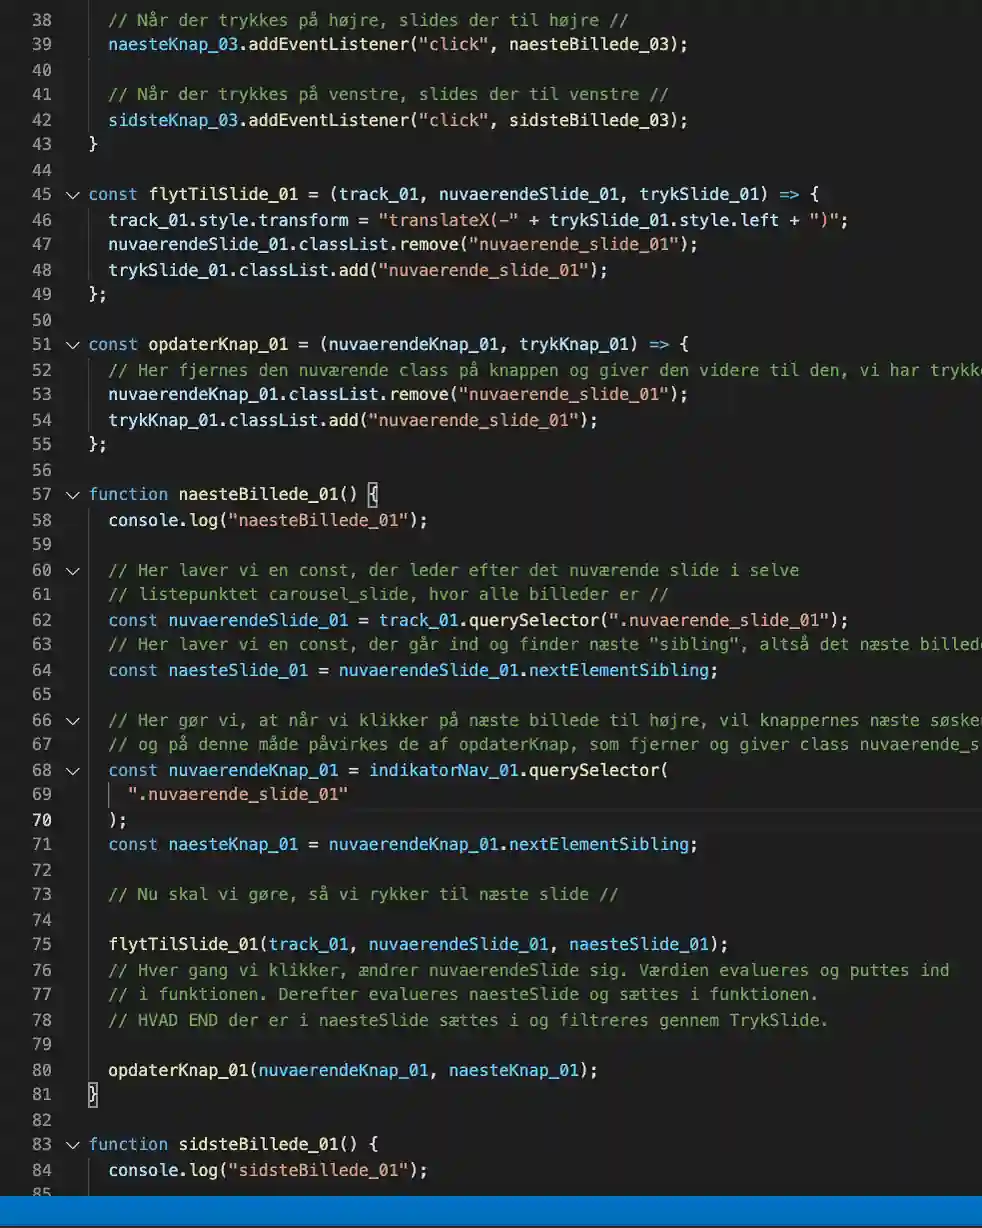 38 // Når der trykkes på højre, slides der til højre //
39 naesteKnap_03.addEventListener("click", naesteBillede_03);
40
41 // Når der trykkes på venstre, slides der til venstre //
42 sidsteKnap_03.addEventListener("click", sidsteBillede_03);
43 }
44
45 const flytTilSlide_01 = (track_01, nuvaerendeSlide_01, trykSlide_01) => {
46 track_01.style.transform = "translateX(-" + trykSlide_01.style.left + ")";
47 nuvaerendeSlide_01.classList.remove("nuvaerende_slide_01");
48 trykSlide_01.classList.add("nuvaerende_slide_01");
49 };
50
51 const opdaterKnap_01 = (nuvaerendeKnap_01, trykKnap_01) => {
52 // Her fjernes den nuværende class på knappen og giver den videre til den, vi har trykk
53 nuvaerendeKnap_01.classList.remove("nuvaerende_slide_01");
54 trykKnap_01.classList.add("nuvaerende_slide_01");
55 };
56
57 function naesteBillede_01() {
58 console.log("naesteBillede_01");
59
60 // Her laver vi en const, der leder efter det nuværende slide i selve
61 // listepunktet carousel_slide, hvor alle billeder er //
62 const nuvaerendeSlide_01 = track_01.querySelector(".nuvaerende_slide_01");
63 // Her laver vi en const, der går ind og finder næste "sibling", altså det næste billed
64 const naesteSlide_01 = nuvaerendeSlide_01.nextElementSibling;
65
66 // Her gør vi, at når vi klikker på næste billede til højre, vil knappernes næste søske
67 // og på denne måde påvirkes de af opdaterKnap, som fjerner og giver class nuvaerende_s
68 const nuvaerendeKnap_01 = indikatorNav_01.querySelector(
69 ".nuvaerende_slide_01"
70 );
71 const naesteKnap_01 = nuvaerendeKnap_01.nextElementSibling;
72
73 // Nu skal vi gøre, så vi rykker til næste slide //
74
75 flytTilSlide_01(track_01, nuvaerendeSlide_01, naesteSlide_01);
76 // Hver gang vi klikker, ændrer nuvaerendeSlide sig. Værdien evalueres og puttes ind
77 // i funktionen. Derefter evalueres naesteSlide og sættes i funktionen.
78 // HVAD END der er i naesteSlide sættes i og filtreres gennem TrykSlide.
79
80 opdaterKnap_01(nuvaerendeKnap_01, naesteKnap_01);
81 }
82
83 function sidsteBillede_01() {
84 console.log("sidsteBillede_01");
85